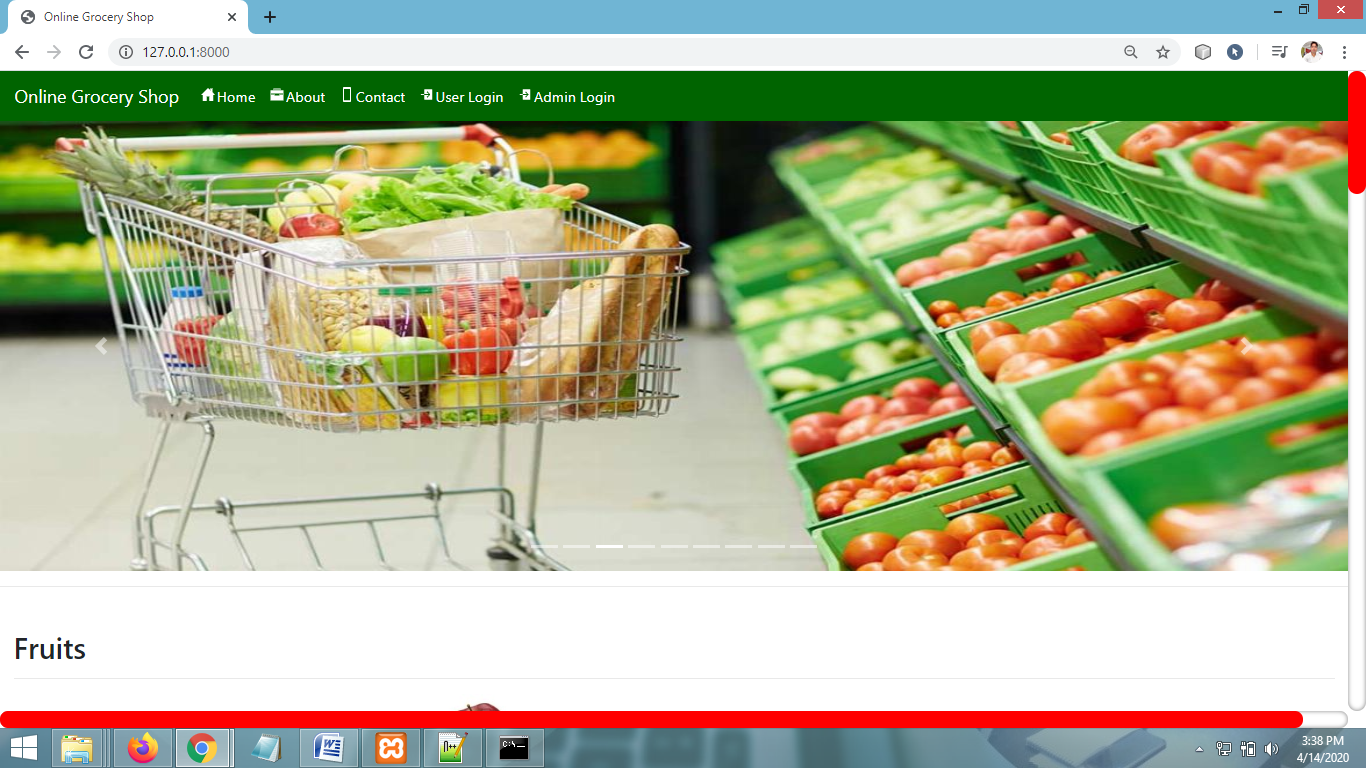 Online Grocery Shop
127.0.0.1:8000
Online Grocery Shop Home About Contact User Login Admin Login
Fruits
3:38 PM
4/14/2020